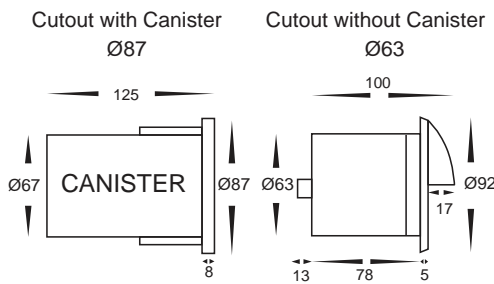 Cutout with Canister
Ø87
Cutout without Canister
Ø63
125
Ø67
CANISTER
Ø87
8
100
Ø63
Ø92
17
13
78
5